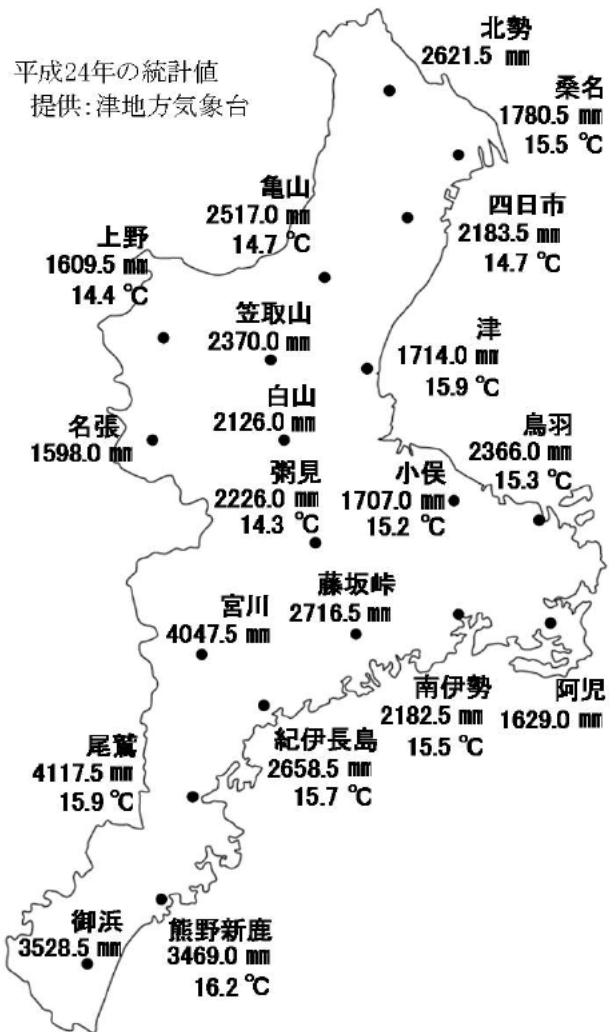 平成24年の統計値
提供:津地方気象台
北勢
2621.5 ㎜
桑名
1780.5 ㎜
15.5 ℃
亀山
2517.0 ㎜
14.7 ℃
四日市
2183.5 ㎜
14.7 ℃
上野
1609.5 ㎜
14.4 ℃
笠取山
2370.0 ㎜
津
1714.0 ㎜
15.9 ℃
白山
2126.0 ㎜
名張
1598.0 ㎜
鳥羽
2366.0 ㎜
15.3 ℃
粥見
2226.0 ㎜
14.3 ℃
小俣
1707.0 ㎜
15.2 ℃
藤坂峠
2716.5 ㎜
宮川
4047.5 ㎜
南伊勢
2182.5 ㎜
15.5 ℃
阿児
1629.0 ㎜
尾鷲
4117.5 ㎜
15.9 ℃
紀伊長島
2658.5 ㎜
15.7 ℃
御浜
3528.5 ㎜
熊野新鹿
3469.0 ㎜
16.2 ℃